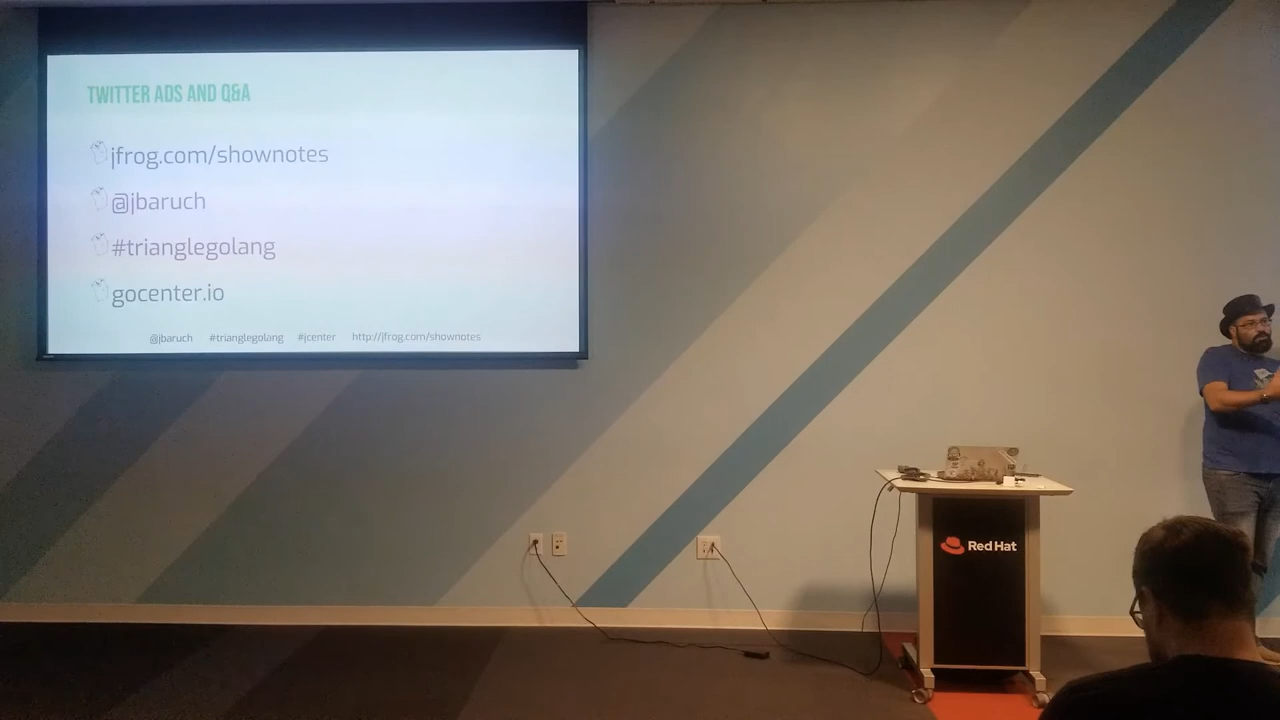 TWITTER ADS AND Q&A
jfrog.com/shownotes
@jbaruch
#trianglegolang
gocenter.io
@jbaruch #trianglegolang #jcenter http://jfrog.com/shownotes
Red Hat